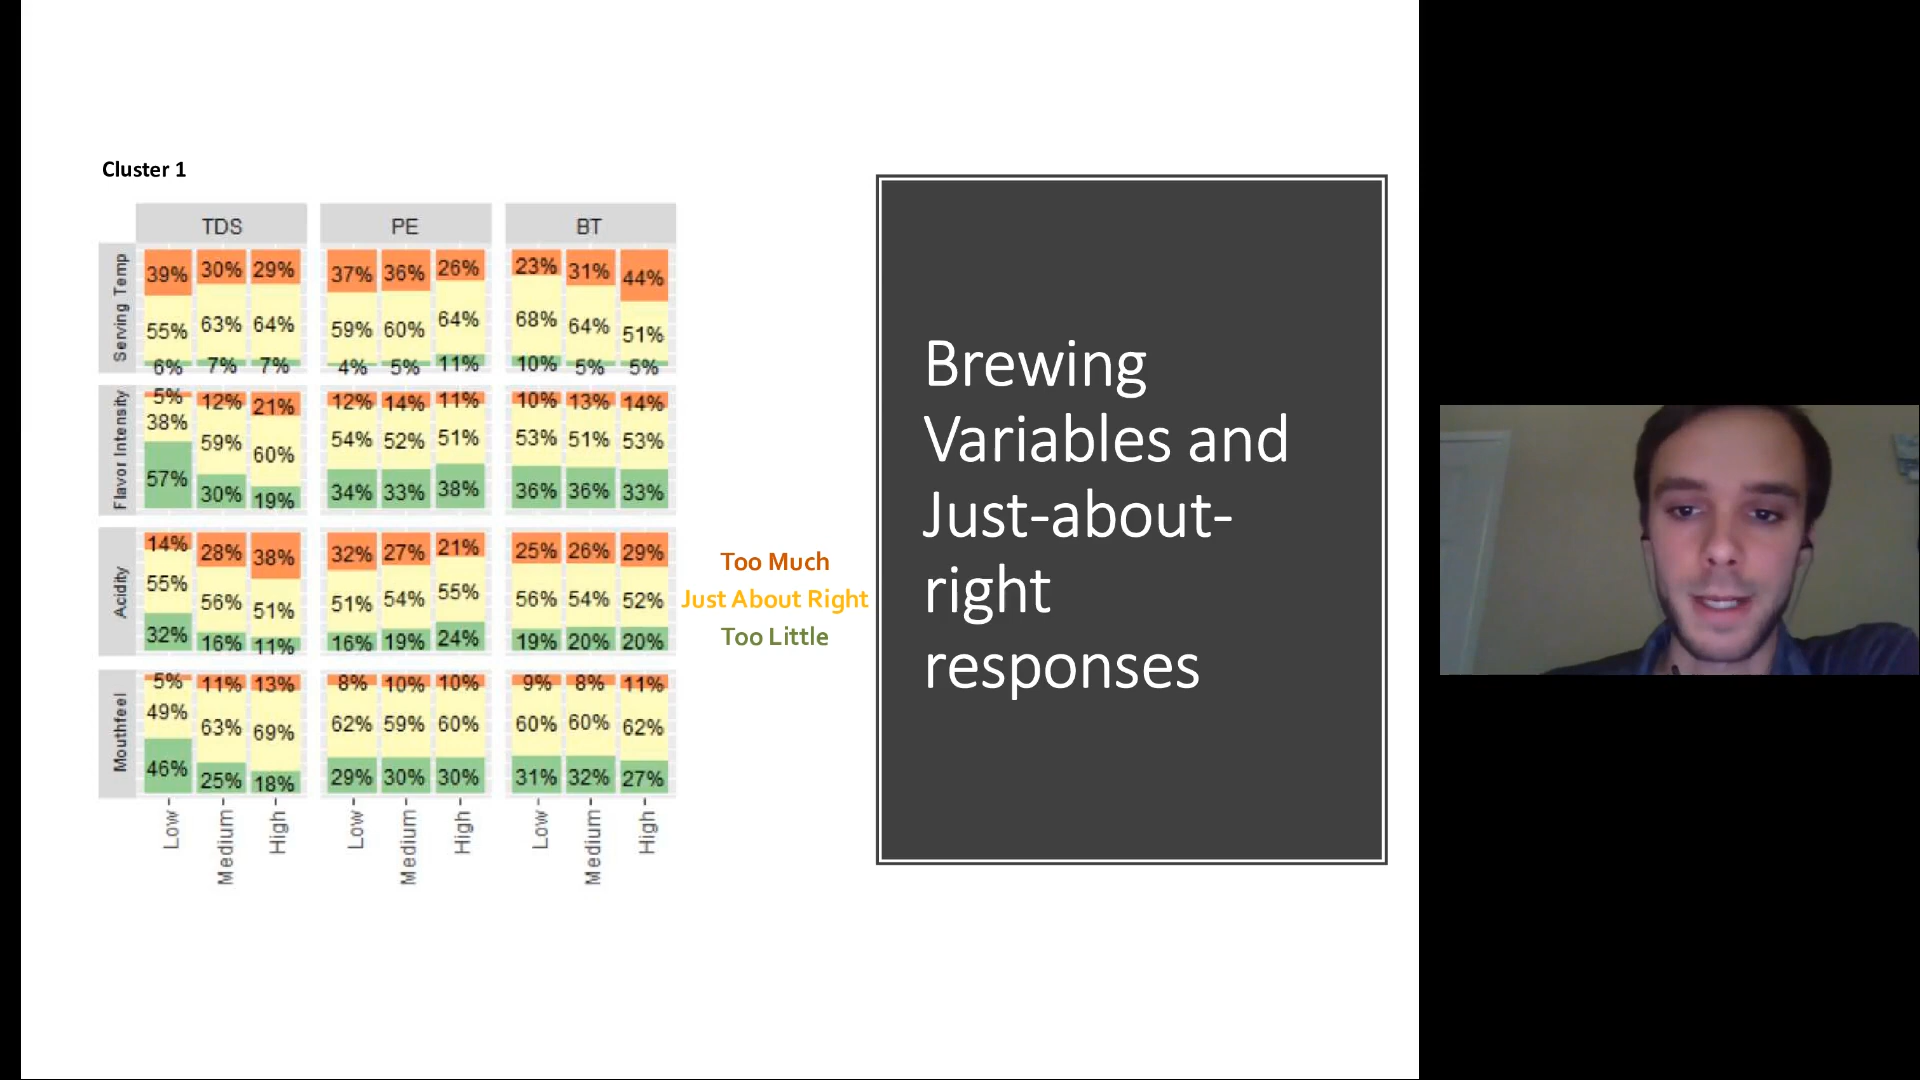 Cluster 1
TDS PE BT
Serving Temp
39% 30% 29% 37% 36% 26% 23% 31% 44%
55% 63% 64% 59% 60% 64% 68% 64% 51%
6% 7% 7% 4% 5% 11% 10% 5% 5%
Flavor Intensity
5% 12% 21% 12% 14% 11% 10% 13% 14%
38% 59% 60% 54% 52% 51% 53% 51% 53%
57% 30% 19% 34% 33% 38% 36% 36% 33%
Acidity
14% 28% 38% 32% 27% 21% 25% 26% 29%
55% 56% 51% 51% 54% 55% 56% 54% 52%
32% 16% 11% 16% 19% 24% 19% 20% 20%
Mouthfeel
5% 11% 13% 8% 10% 10% 9% 8% 11%
49% 63% 69% 62% 59% 60% 60% 60% 62%
46% 25% 18% 29% 30% 30% 31% 32% 27%
Low Medium High Low Medium High Low Medium High
Too Much
Just About Right
Too Little
Brewing
Variables and
Just-about-
right
responses